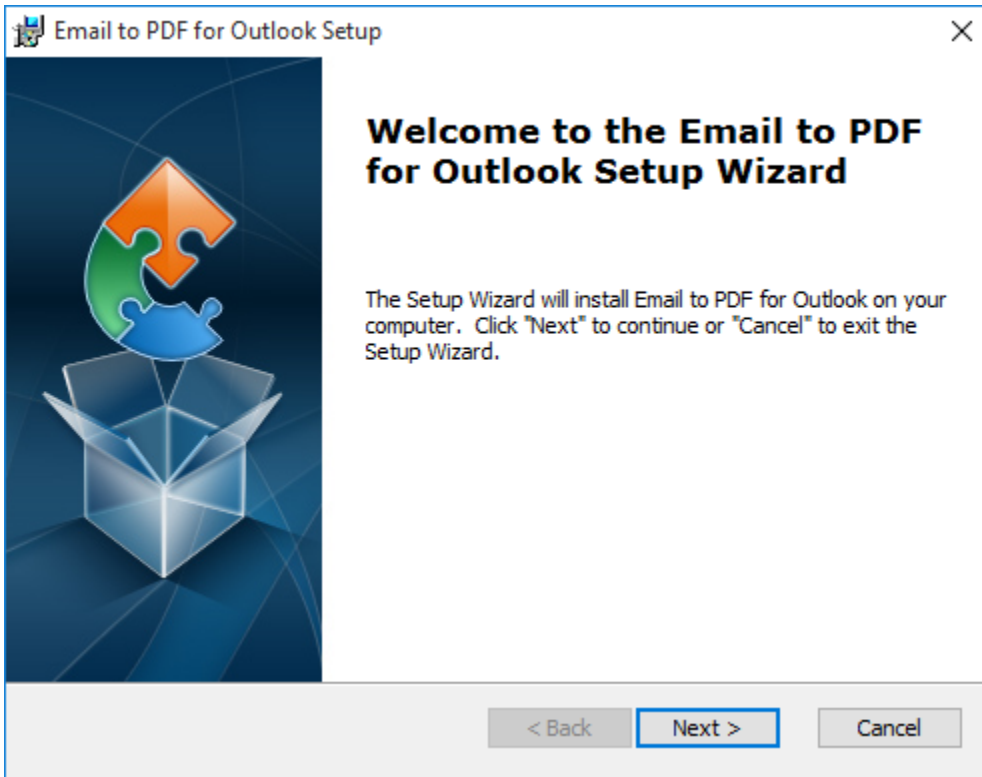 Email to PDF for Outlook Setup
Welcome to the Email to PDF
for Outlook Setup Wizard
The Setup Wizard will install Email to PDF for Outlook on your
computer. Click "Next" to continue or "Cancel" to exit the
Setup Wizard.
< Back Next > Cancel